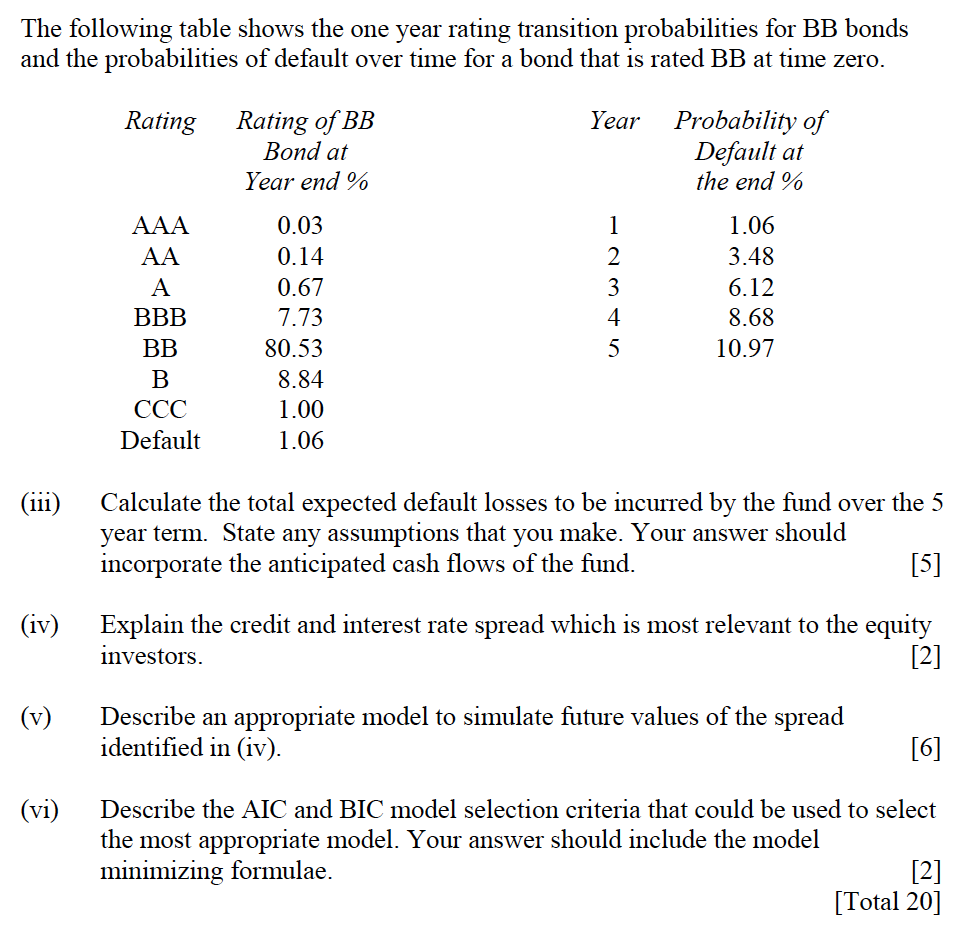 The following table shows the one year rating transition probabilities for BB bonds
and the probabilities of default over time for a bond that is rated BB at time zero.
Rating Rating of BB Year Probability of
Bond at Default at
Year end % the end %
AAA 0.03 1 1.06
AA 0.14 2 3.48
A 0.67 3 6.12
BBB 7.73 4 8.68
BB 80.53 5 10.97
B 8.84
CCC 1.00
Default 1.06
(iii) Calculate the total expected default losses to be incurred by the fund over the 5
year term. State any assumptions that you make. Your answer should
incorporate the anticipated cash flows of the fund. [5]
(iv) Explain the credit and interest rate spread which is most relevant to the equity
investors. [2]
(v) Describe an appropriate model to simulate future values of the spread
identified in (iv). [6]
(vi) Describe the AIC and BIC model selection criteria that could be used to select
the most appropriate model. Your answer should include the model
minimizing formulae. [2]
[Total 20]